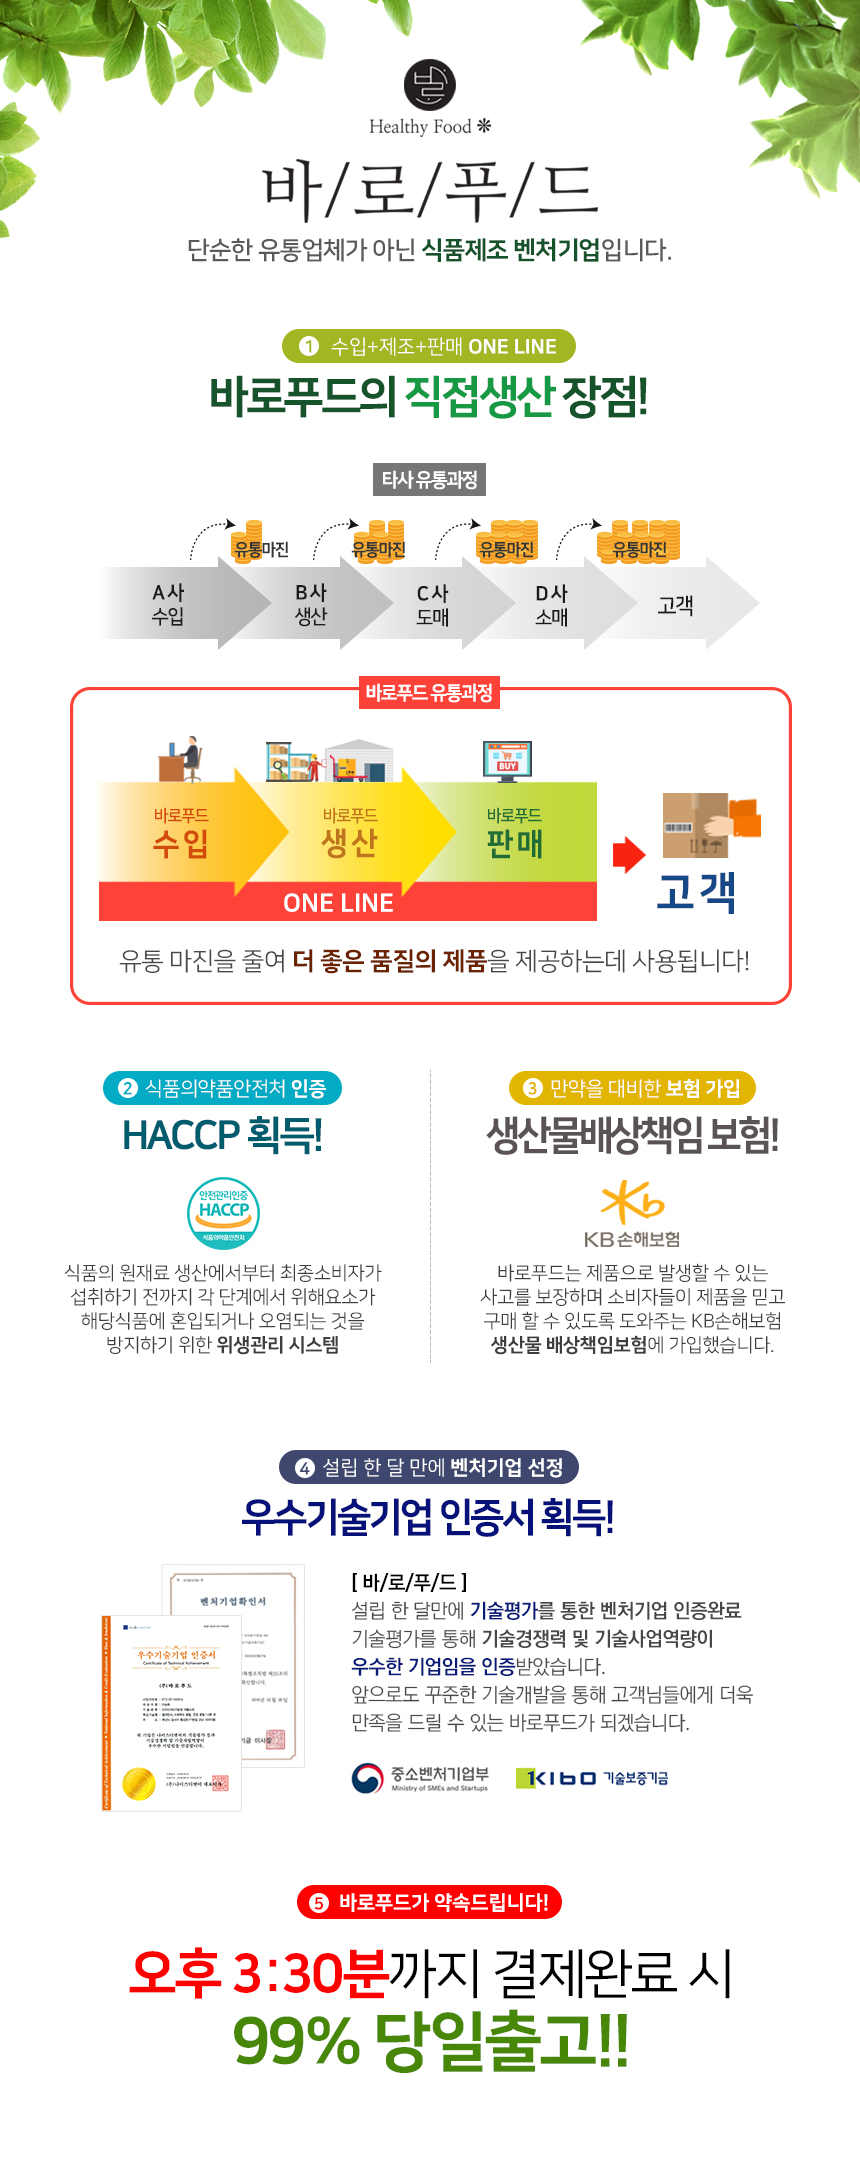 Healthy Food
바/로/푸/드
단순한 유통업체가 아닌 식품제조 벤처기업입니다.
1 수입+제조+판매 ONE LINE
바로푸드의 직접생산 장점!
타사 유통과정
유통마진 유통마진 유통마진 유통마진
A사 B사 C사 D사
수입 생산 도매 소매 고객
바로푸드 유통과정
BUY
바로푸드 바로푸드 바로푸드
수입 생산 판매
고객
ONE LINE
유통 마진을 줄여 더 좋은 품질의 제품을 제공하는데 사용됩니다!
2 식품의약품안전처 인증
HACCP 획득!
안전관리인증
HACCP
식품의약품안전처
식품의 원재료 생산에서부터 최종소비자가
섭취하기 전까지 각 단계에서 위해요소가
해당식품에 혼입되거나 오염되는 것을
방지하기 위한 위생관리 시스템
3 만약을 대비한 보험 가입
생산물배상책임 보험!
KB손해보험
바로푸드는 제품으로 발생할 수 있는
사고를 보장하며 소비자들이 제품을 믿고
구매 할 수 있도록 도와주는 KB손해보험
생산물 배상책임보험에 가입했습니다.
4 설립 한 달 만에 벤처기업 선정
우수기술기업 인증서 획득!
벤처기업확인서
우수기술기업 인증서
Certificate of Technical Achievement
(주)바로푸드
[ 바/로/푸/드 ]
설립 한 달만에 기술평가를 통한 벤처기업 인증완료
기술평가를 통해 기술경쟁력 및 기술사업역량이
우수한 기업임을 인증받았습니다.
앞으로도 꾸준한 기술개발을 통해 고객님들에게 더욱
만족을 드릴 수 있는 바로푸드가 되겠습니다.
중소벤처기업부
Ministry of SMEs and Startups
KIBO 기술보증기금
5 바로푸드가 약속드립니다!
오후 3:30분까지 결제완료 시
99% 당일출고!!